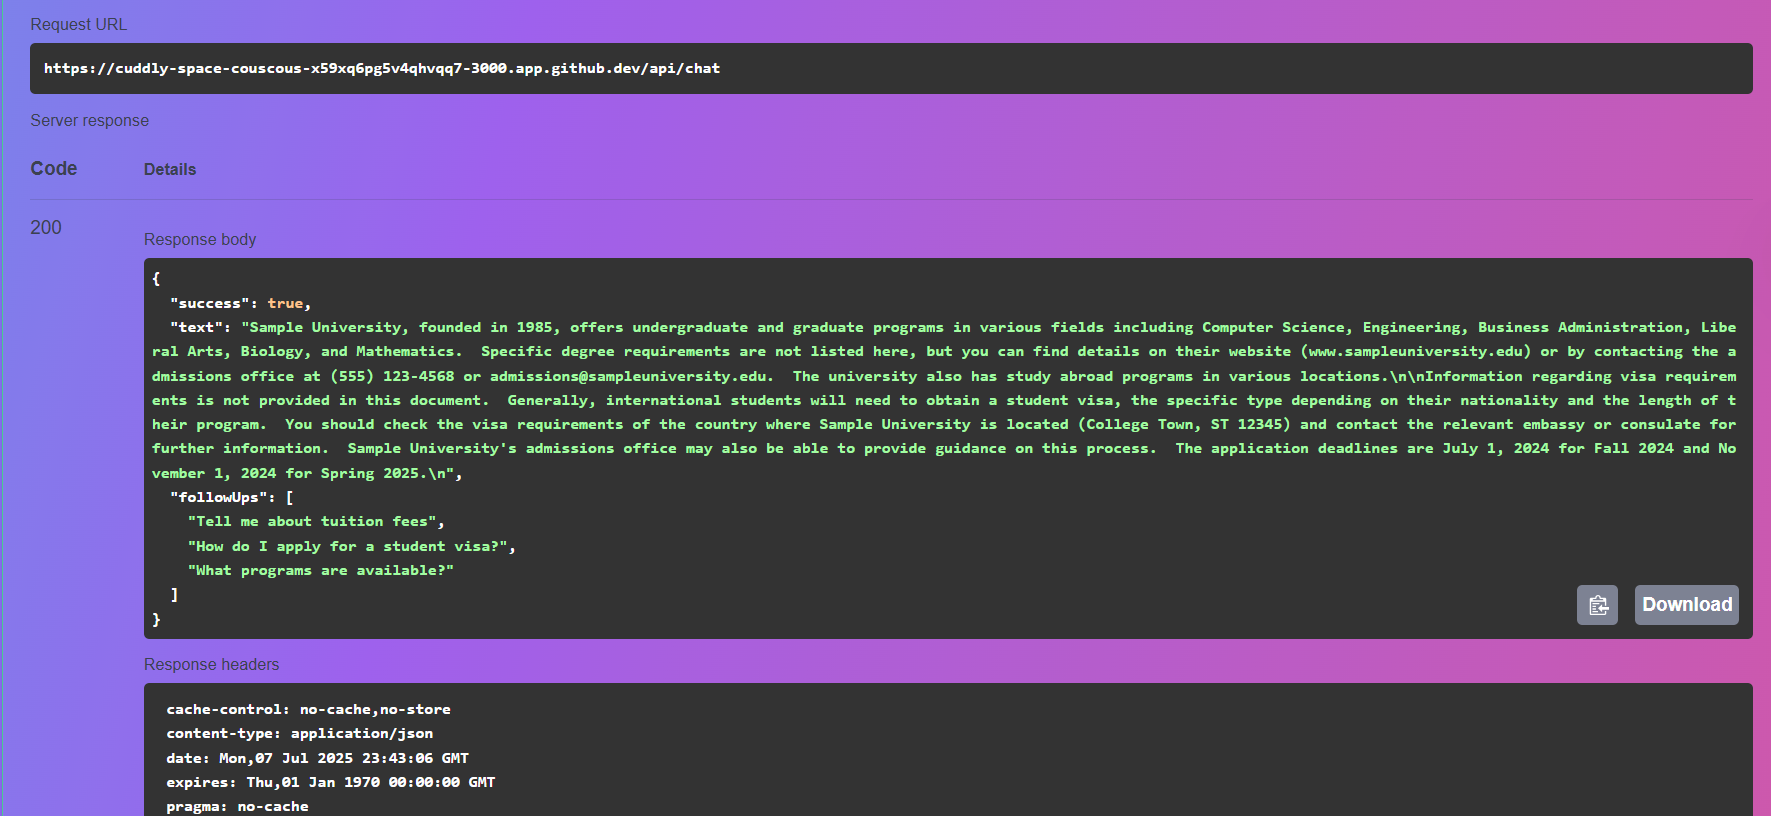 Request URL
https://cuddly-space-couscous-x59xq6pg5v4qhvqq7-3000.app.github.dev/api/chat
Server response
Code Details
200
Response body
{
"success": true,
"text": "Sample University, founded in 1985, offers undergraduate and graduate programs in various fields including Computer Science, Engineering, Business Administration, Libe
ral Arts, Biology, and Mathematics.  Specific degree requirements are not listed here, but you can find details on their website (www.sampleuniversity.edu) or by contacting the a
dmissions office at (555) 123-4568 or admissions@sampleuniversity.edu.  The university also has study abroad programs in various locations.\n\nInformation regarding visa requirem
ents is not provided in this document.  Generally, international students will need to obtain a student visa, the specific type depending on their nationality and the length of t
heir program.  You should check the visa requirements of the country where Sample University is located (College Town, ST 12345) and contact the relevant embassy or consulate for
further information.  Sample University's admissions office may also be able to provide guidance on this process.  The application deadlines are July 1, 2024 for Fall 2024 and No
vember 1, 2024 for Spring 2025.\n",
"followUps": [
"Tell me about tuition fees",
"How do I apply for a student visa?",
"What programs are available?"
]
}
Download
Response headers
cache-control: no-cache,no-store
content-type: application/json
date: Mon,07 Jul 2025 23:43:06 GMT
expires: Thu,01 Jan 1970 00:00:00 GMT
pragma: no-cache